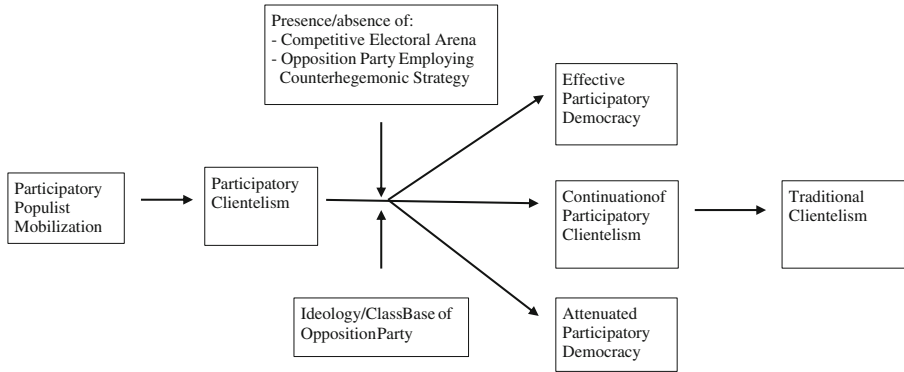 Presence/absence of:
- Competitive Electoral Arena
- Opposition Party Employing
Counterhegemonic Strategy
Effective
Participatory
Democracy
Participatory
Populist
Mobilization
Participatory
Clientelism
Continuationof
Participatory
Clientelism
Traditional
Clientelism
Ideology/ClassBase of
OppositionParty
Attenuated
Participatory
Democracy